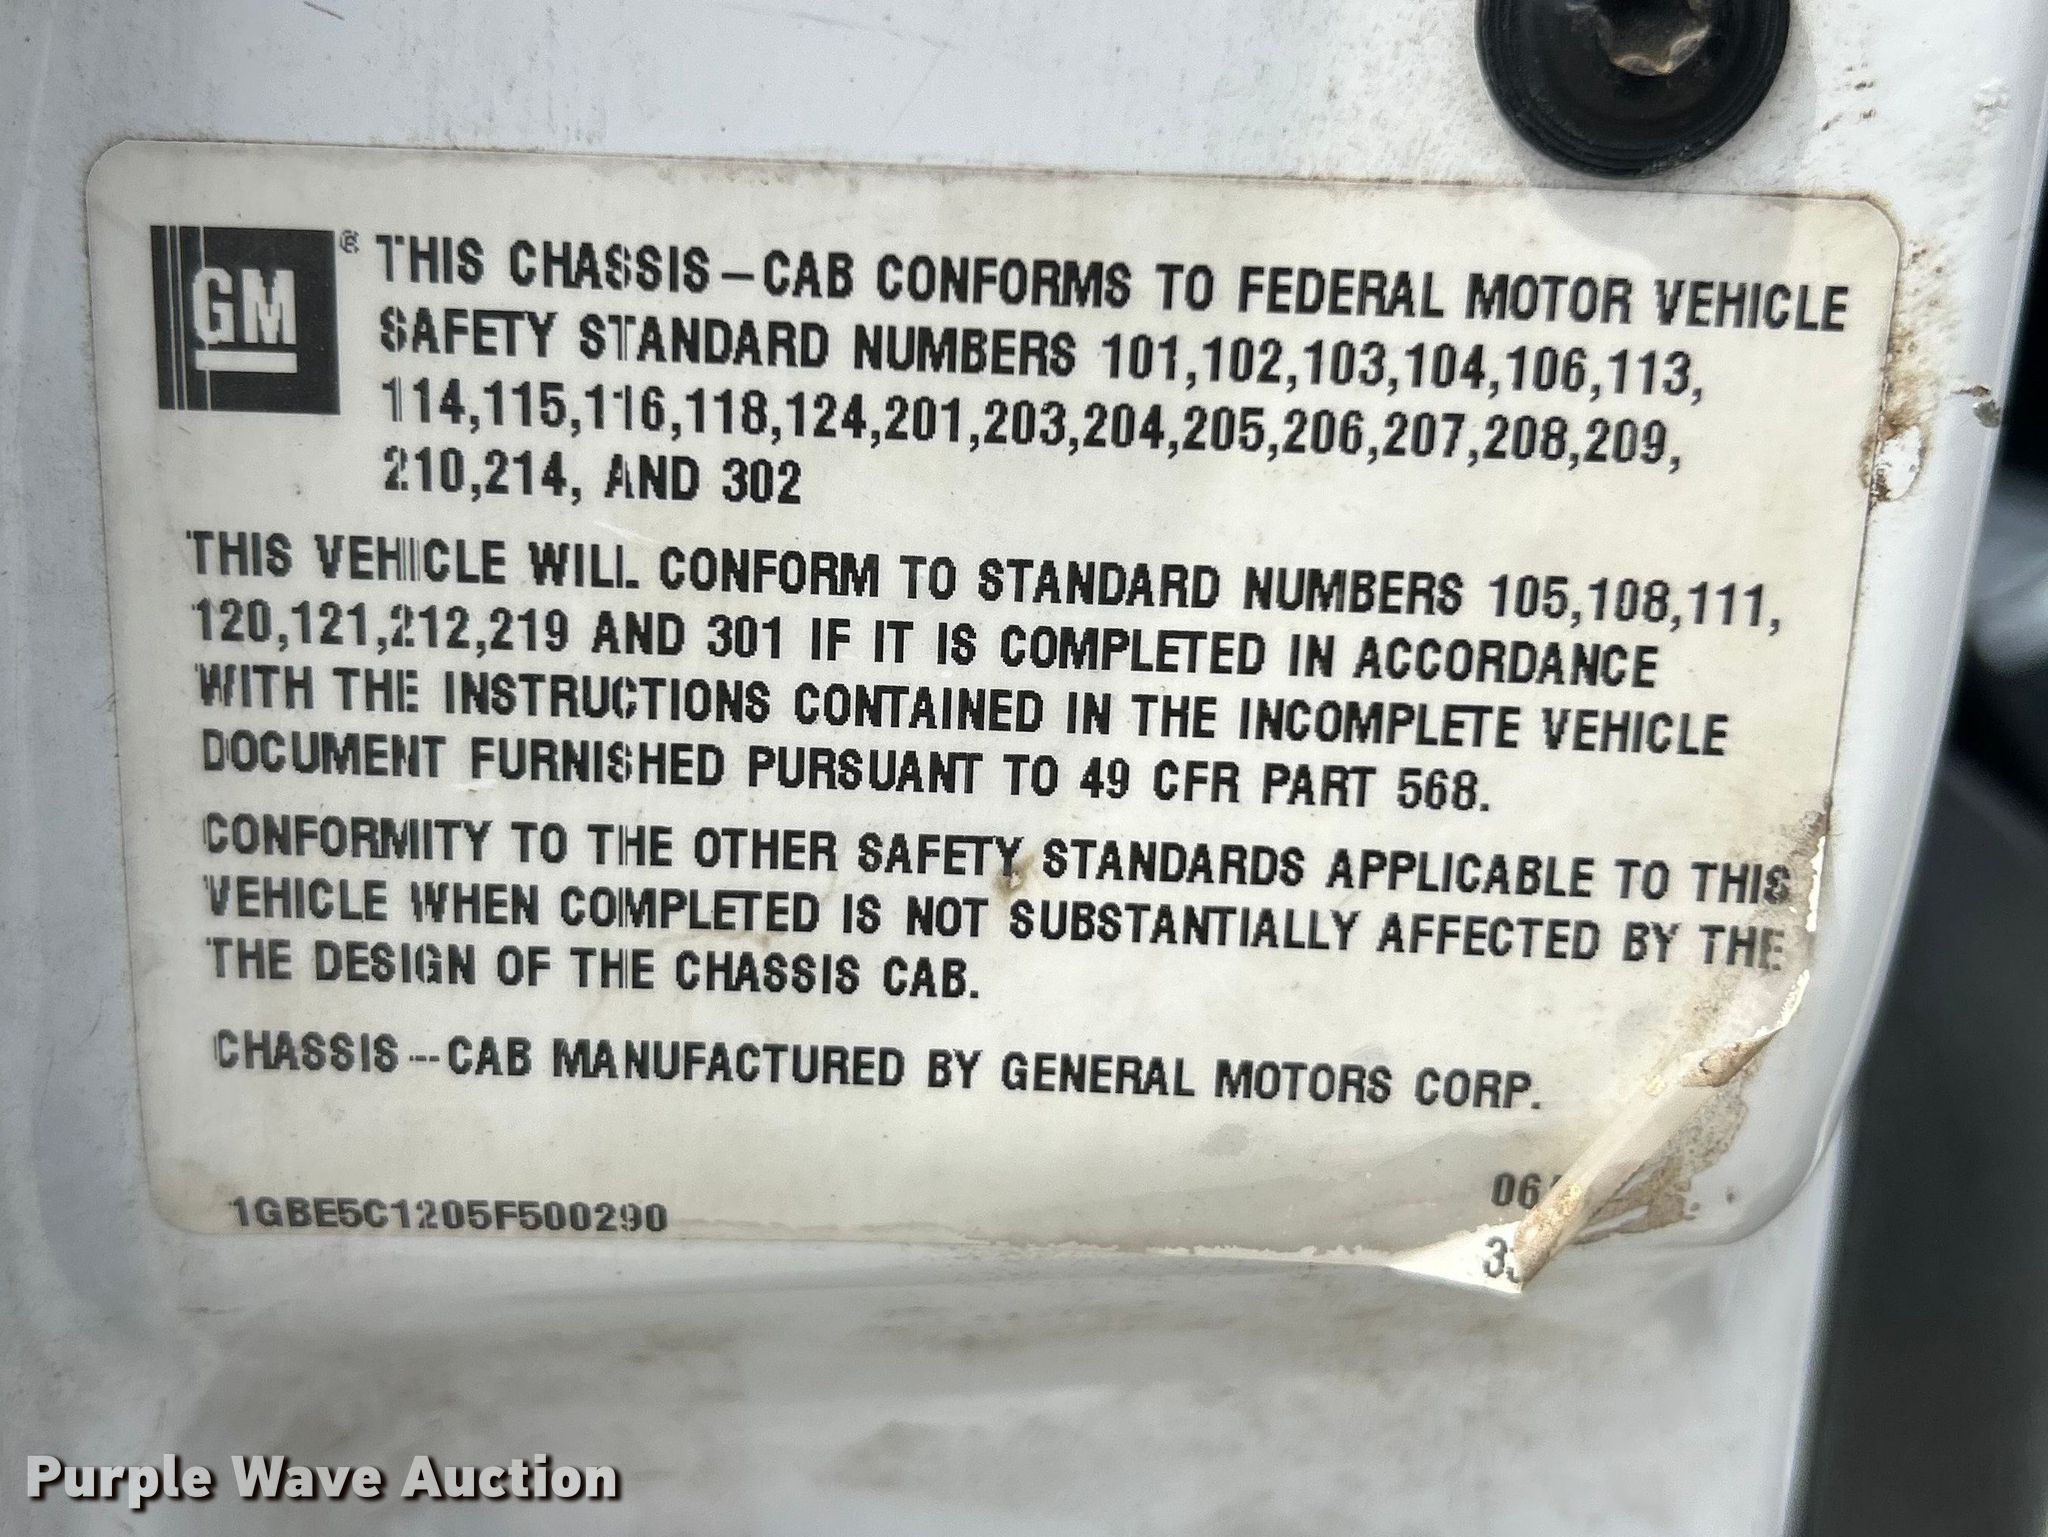 GM ® THIS CHASSIS-CAB CONFORMS TO FEDERAL MOTOR VEHICLE
SAFETY STANDARD NUMBERS 101,102,103,104,106,113,
114,115,116,118,124,201,203,204,205,206,207,208,209,
210,214, AND 302
THIS VEHICLE WILL CONFORM TO STANDARD NUMBERS 105,108,111,
120,121,212,219 AND 301 IF IT IS COMPLETED IN ACCORDANCE
WITH THE INSTRUCTIONS CONTAINED IN THE INCOMPLETE VEHICLE
DOCUMENT FURNISHED PURSUANT TO 49 CFR PART 568.
CONFORMITY TO THE OTHER SAFETY STANDARDS APPLICABLE TO THIS
VEHICLE WHEN COMPLETED IS NOT SUBSTANTIALLY AFFECTED BY THE
THE DESIGN OF THE CHASSIS CAB.
CHASSIS-CAB MANUFACTURED BY GENERAL MOTORS CORP.
06
1GBE5C1205F500290
Purple Wave Auction